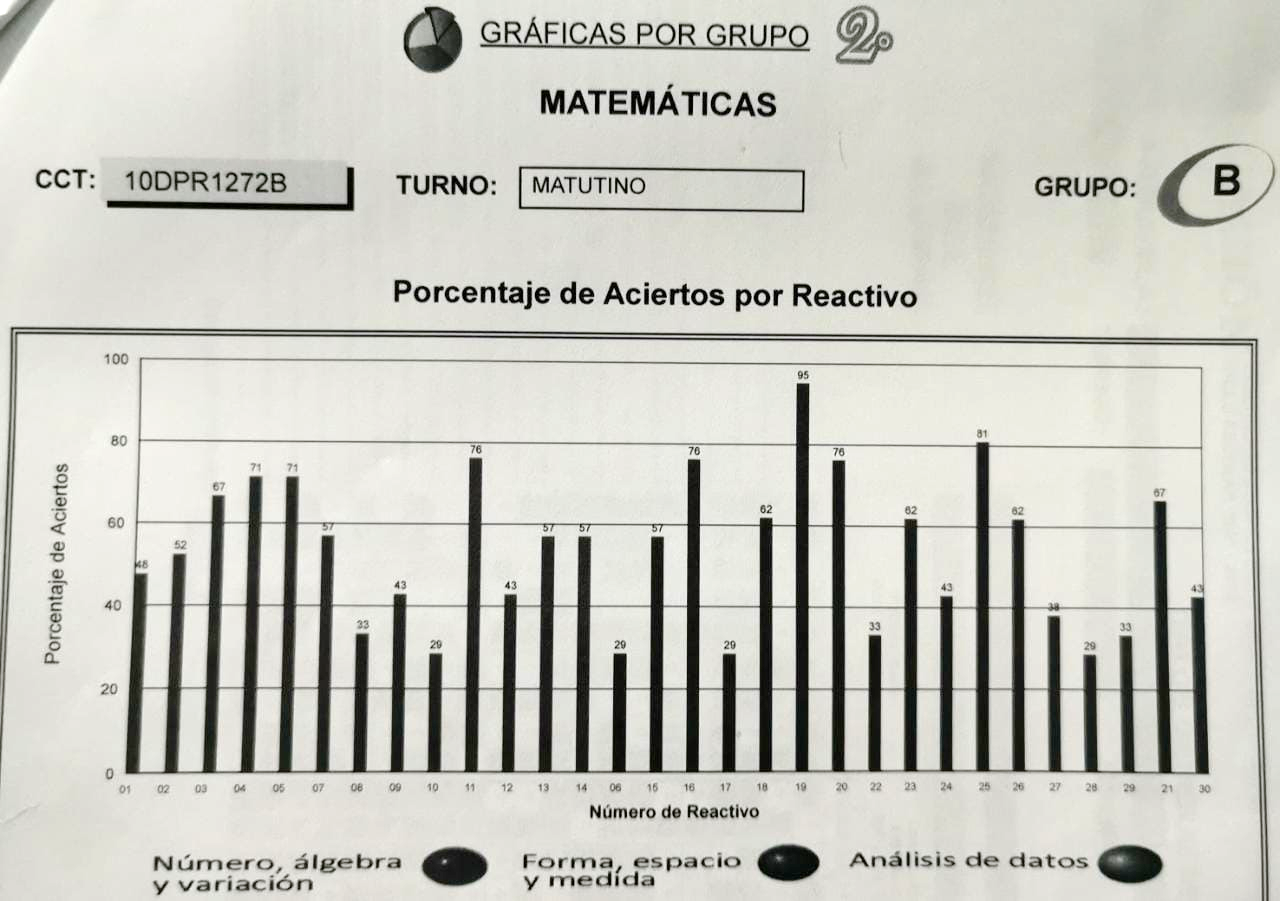 GRÁFICAS POR GRUPO 2o
MATEMÁTICAS
CCT: 10DPR1272B TURNO: MATUTINO GRUPO: B
Porcentaje de Aciertos por Reactivo
Porcentaje de Aciertos
100
80
60
40
20
0
48 52 67 71 71 57 33 43 29 76 43 57 57 29 57 76 29 62 95 76 33 62 43 81 62 38 29 33 67 43
01 02 03 04 05 07 08 09 10 11 12 13 14 06 15 16 17 18 19 20 22 23 24 25 26 27 28 29 21 30
Número de Reactivo
Número, álgebra Forma, espacio Análisis de datos
y variación y medida